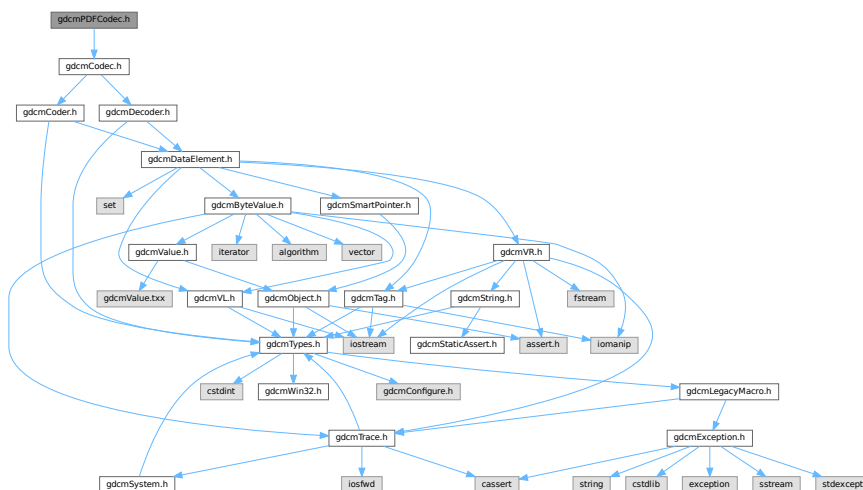 gdcmPDFCodec.h
gdcmCodec.h
gdcmCoder.h
gdcmDecoder.h
gdcmDataElement.h
set
gdcmByteValue.h
gdcmSmartPointer.h
gdcmValue.h
iterator
algorithm
vector
gdcmVR.h
gdcmValue.txx
gdcmVL.h
gdcmObject.h
gdcmTag.h
gdcmString.h
fstream
gdcmTypes.h
iostream
gdcmStaticAssert.h
assert.h
iomanip
cstdint
gdcmWin32.h
gdcmConfigure.h
gdcmLegacyMacro.h
gdcmTrace.h
gdcmException.h
gdcmSystem.h
iosfwd
cassert
string
cstdlib
exception
sstream
stdexcept